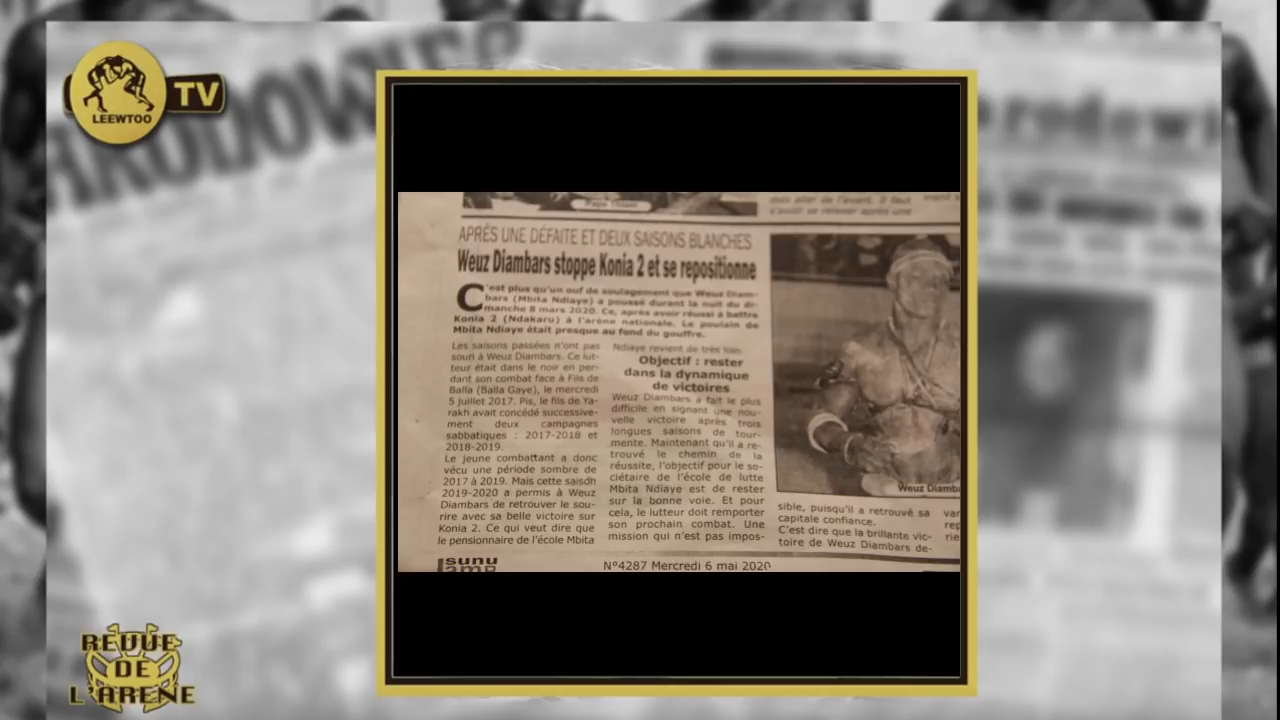 LEEWTOO
TV
Papa Thiam
APRÈS UNE DÉFAITE ET DEUX SAISONS BLANCHES
Weuz Diambars stoppe Konia 2 et se repositionne
C'est plus qu'un ouf de soulagement que Weuz Diam-
bars (Mbita Ndiaye) a poussé durant la nuit du di-
manche 8 mars 2020. Ce, après avoir réussi à battre
Konia 2 (Ndakaru) à l'arène nationale. Le poulain de
Mbita Ndiaye était presque au fond du gouffre.
Les saisons passées n'ont pas
souri à Weuz Diambars. Ce lut-
teur était dans le noir en per-
dant son combat face à Fils de
Balla (Balla Gaye), le mercredi
5 juillet 2017. Pis, le fils de Ya-
rakh avait concédé successive-
ment deux campagnes
sabbatiques : 2017-2018 et
2018-2019.
Le jeune combattant a donc
vécu une période sombre de
2017 à 2019. Mais cette saison
2019-2020 a permis à Weuz
Diambars de retrouver le sou-
rire avec sa belle victoire sur
Konia 2. Ce qui veut dire que
le pensionnaire de l'école Mbita
Ndiaye revient de très loin.
Objectif : rester
dans la dynamique
de victoires
Weuz Diambars a fait le plus
difficile en signant une nou-
velle victoire après trois
longues saisons de tour-
mente. Maintenant qu'il a re-
trouvé le chemin de la
réussite, l'objectif pour le so-
ciétaire de l'école de lutte
Mbita Ndiaye est de rester
sur la bonne voie. Et pour
cela, le lutteur doit remporter
son prochain combat. Une
mission qui n'est pas impos-
Weuz Diamb
sible, puisqu'il a retrouvé sa
capitale confiance.
C'est dire que la brillante vic-
toire de Weuz Diambars de-
var
rep
rie
sunu
lamb
N°4287 Mercredi 6 mai 2020
REVUE
DE
L'ARENE